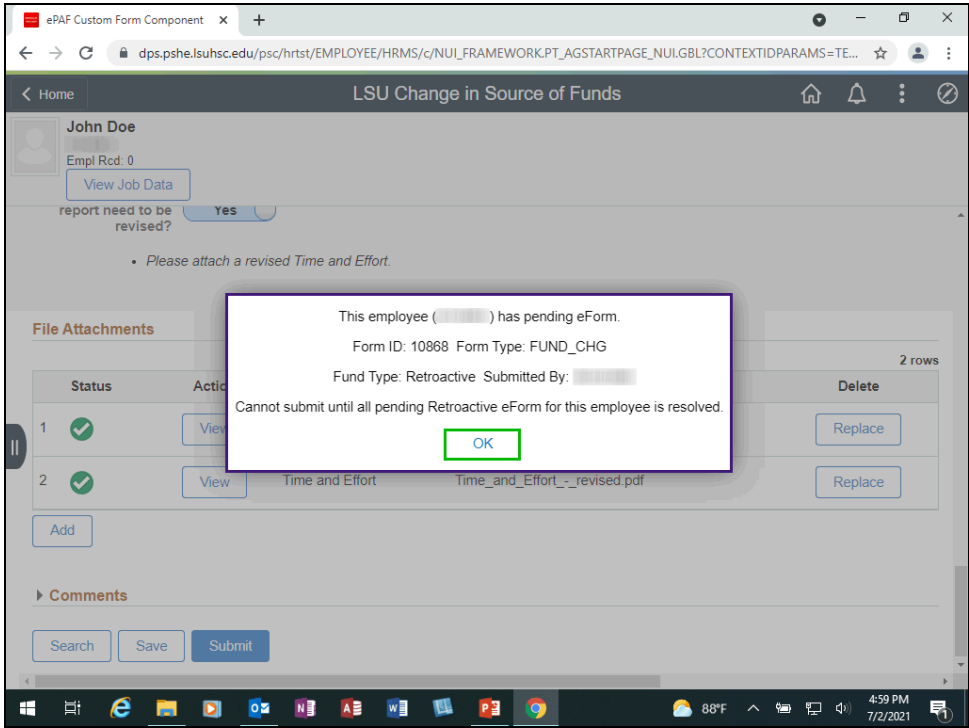 ePAF Custom Form Component
dps.pshe.lsuhsc.edu/psc/hrtst/EMPLOYEE/HRMS/c/NUI_FRAMEWORK.PT_AGSTARTPAGE_NUI.GBL?CONTEXTIDPARAMS=TE...
Home
LSU Change in Source of Funds
John Doe
Empl Rcd: 0
View Job Data
report need to be
revised?
Yes
• Please attach a revised Time and Effort.
This employee ( ) has pending eForm.
Form ID: 10868 Form Type: FUND_CHG
Fund Type: Retroactive Submitted By:
Cannot submit until all pending Retroactive eForm for this employee is resolved.
OK
File Attachments
2 rows
Status
Delete
1
View
Replace
2 View Time and Effort Time_and_Effort_-_revised.pdf Replace
Add
Comments
Search Save Submit
88°F
4:59 PM
7/2/2021
1